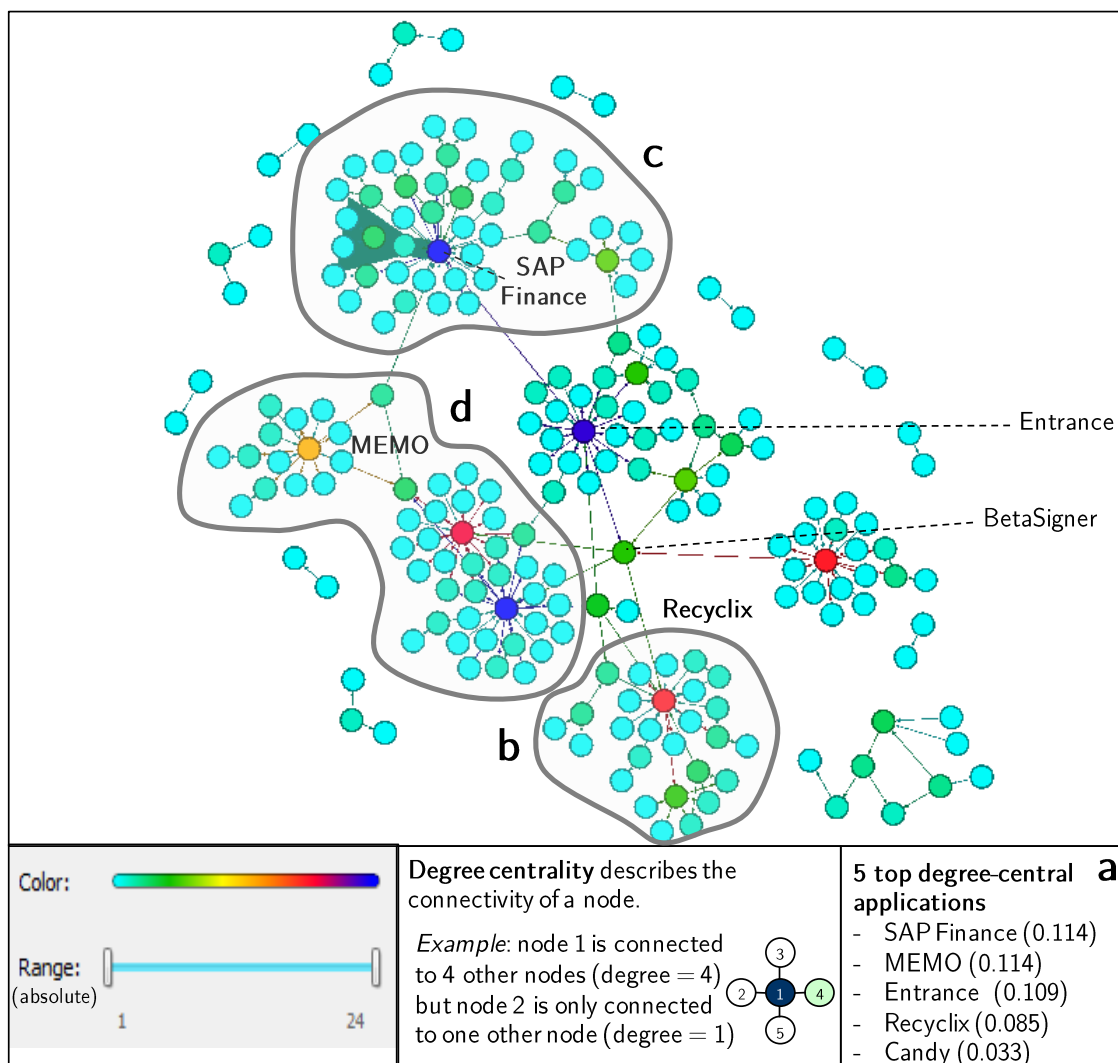 c
SAP
Finance
d
MEMO
Entrance
BetaSigner
Recyclix
b
Color:
Range:
(absolute)
1
24
Degree centrality describes the
connectivity of a node.
Example: node 1 is connected
to 4 other nodes (degree = 4)
but node 2 is only connected
to one other node (degree = 1)
3
2
1
4
5
a
5 top degree-central
applications
- SAP Finance (0.114)
- MEMO (0.114)
- Entrance (0.109)
- Recyclix (0.085)
- Candy (0.033)